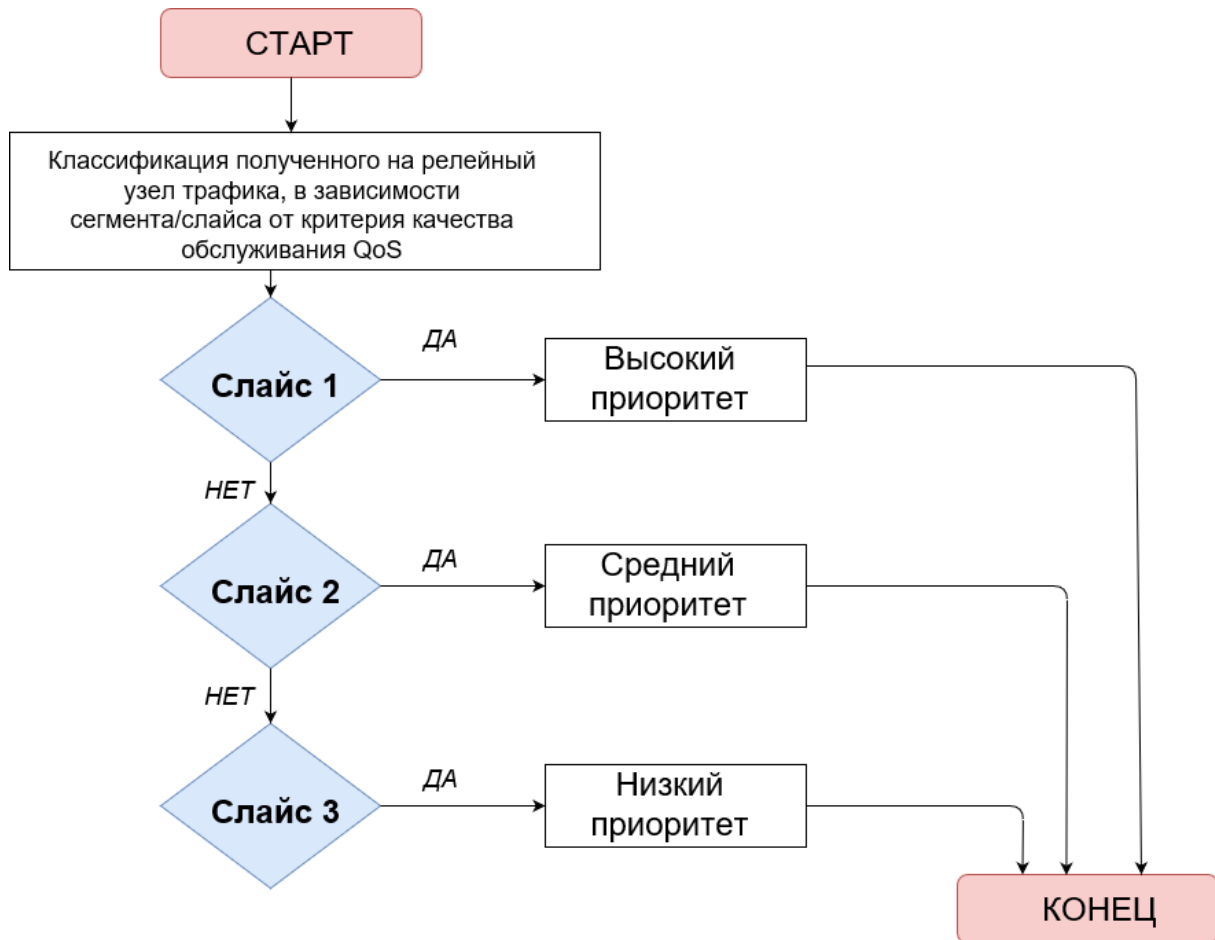 СТАРТ
Классификация полученного на релейный
узел трафика, в зависимости
сегмента/слайса от критерия качества
обслуживания QoS
Слайс 1
ДА
Высокий
приоритет
НЕТ
Слайс 2
ДА
Средний
приоритет
НЕТ
Слайс 3
ДА
Низкий
приоритет
КОНЕЦ